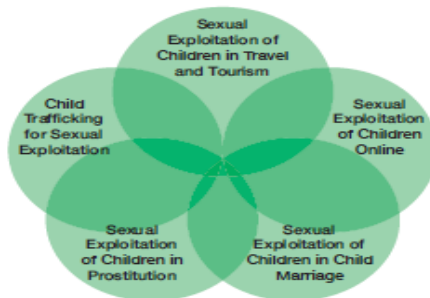 Sexual
Exploitation of
Children in Travel
and Tourism
Child
Trafficking
for Sexual
Exploitation
Sexual
Exploitation
of Children
Online
Sexual
Exploitation
of Children in
Prostitution
Sexual
Exploitation of
Children in Child
Marriage